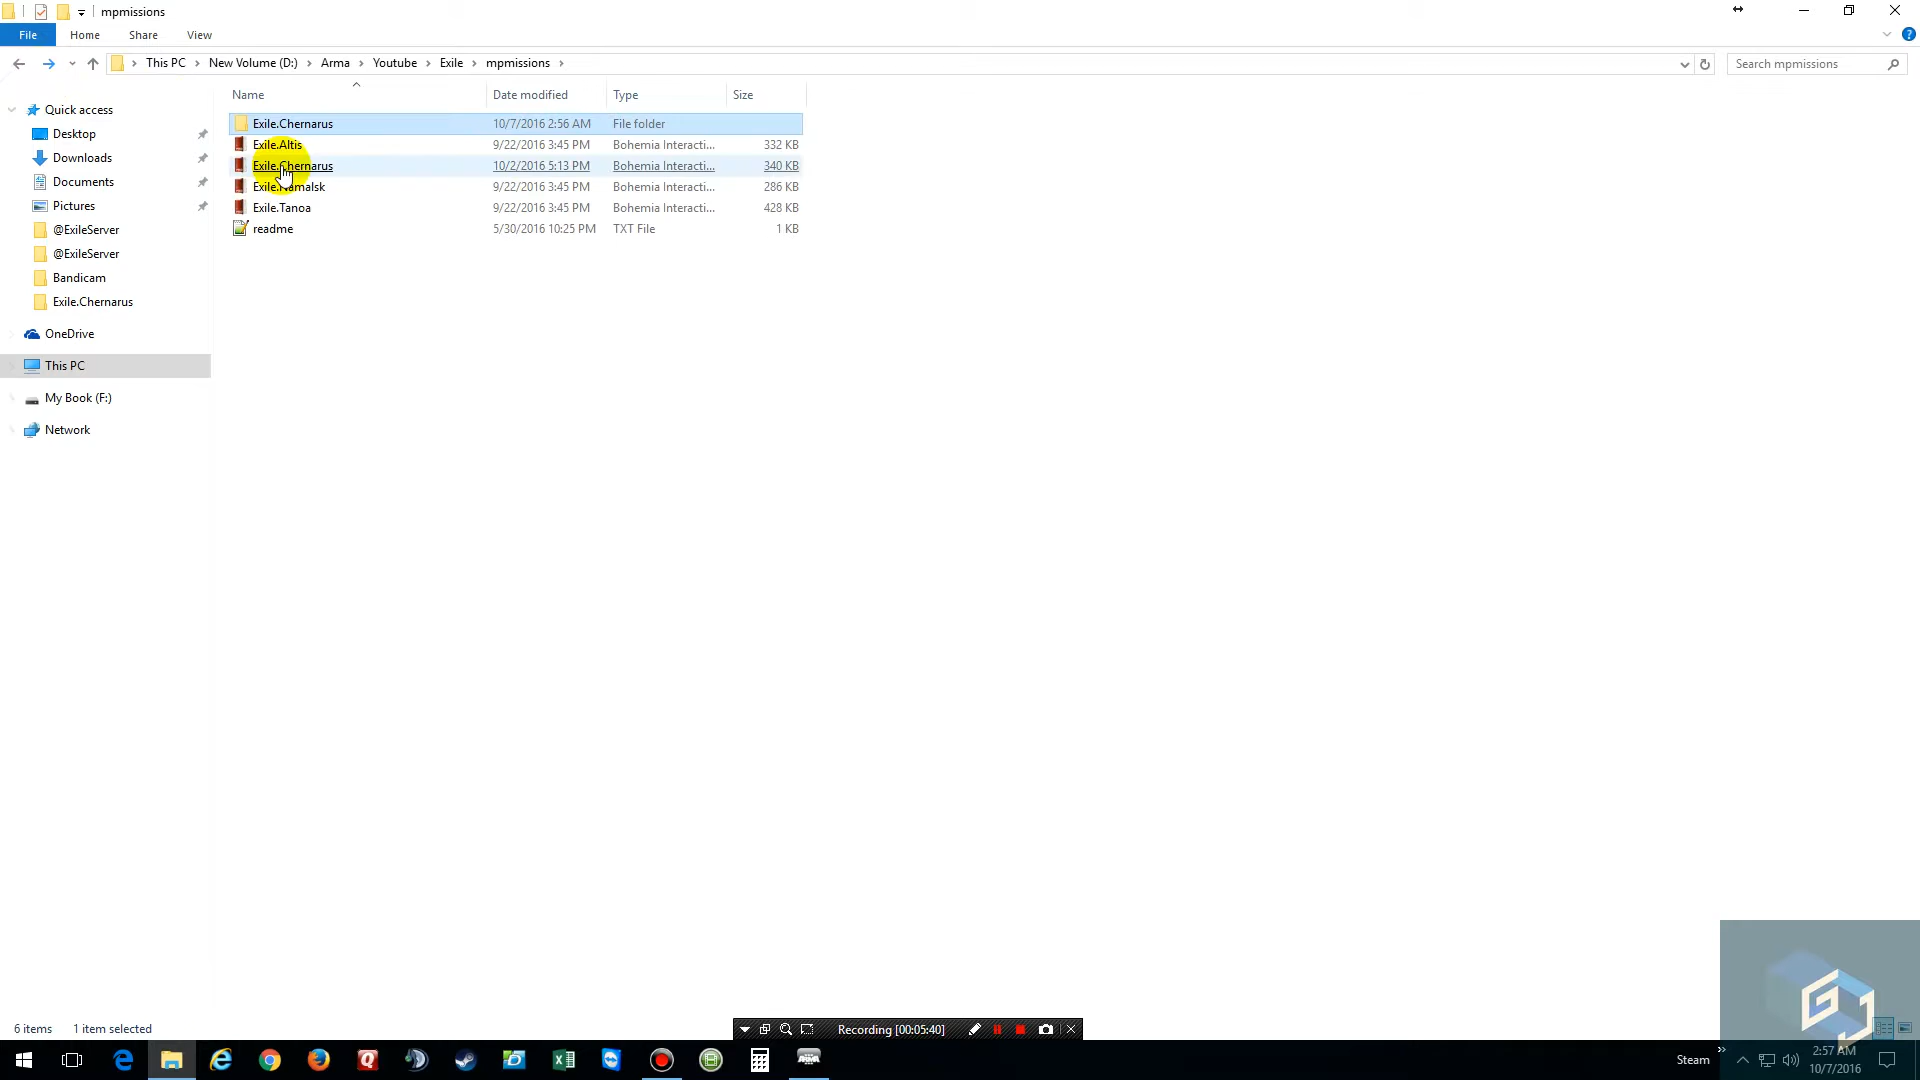 mpmissions
File Home Share View
This PC New Volume (D:) Arma Youtube Exile mpmissions Search mpmissions
Name Date modified Type Size
Quick access
Desktop
Downloads
Documents
Pictures
@ExileServer
@ExileServer
Bandicam
Exile.Chernarus
OneDrive
This PC
My Book (F:)
Network
Exile.Chernarus 10/7/2016 2:56 AM File folder
Exile.Altis 9/22/2016 3:45 PM Bohemia Interacti... 332 KB
Exile.Chernarus 10/2/2016 5:13 PM Bohemia Interacti... 340 KB
Exile.Namalsk 9/22/2016 3:45 PM Bohemia Interacti... 286 KB
Exile.Tanoa 9/22/2016 3:45 PM Bohemia Interacti... 428 KB
readme 5/30/2016 10:25 PM TXT File 1 KB
6 items 1 item selected
Recording [00:05:40]
Steam
2:57 AM
10/7/2016